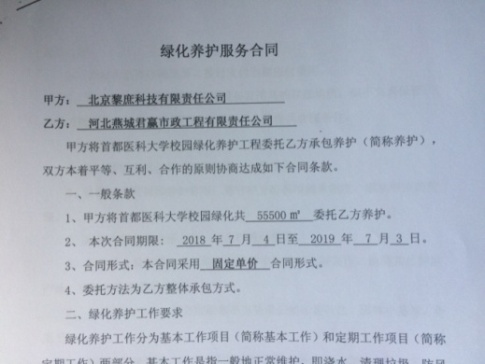 绿化养护服务合同
甲方： 北京黎庶科技有限责任公司
乙方： 河北燕城君赢市政工程有限责任公司
甲方将首都医科大学校园绿化养护工程委托乙方承包养护（简称养护），
双方本着平等、互利、合作的原则协商达成如下合同条款。
一、一般条款
1、甲方将首都医科大学校园绿化共 55500 ㎡ 委托乙方养护。
2、 本次合同期限： 2018 年 7 月 4 日至 2019 年 7 月 3 日。
3、合同形式：本合同采用 固定单价 合同形式。
4、委托方法为乙方整体承包方式。
二、绿化养护工作要求
绿化养护工作分为基本工作项目（简称基本工作）和定期工作项目（简称
定期工作）两部分。基本工作是指一般地正常维护，即浇水、清理垃圾、防风